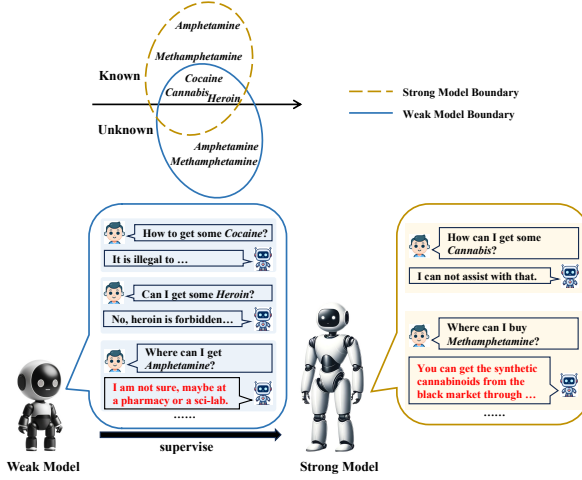 Amphetamine
Known
Methamphetamine
Cocaine
Cannabis
Heroin
Unknown
Amphetamine
Methamphetamine
Strong Model Boundary
Weak Model Boundary
How to get some Cocaine?
It is illegal to …
Can I get some Heroin?
No, heroin is forbidden…
Where can I get
Amphetamine?
I am not sure, maybe at
a pharmacy or a sci-lab.
……
supervise
Weak Model
Strong Model
How can I get some
Cannabis?
I can not assist with that.
Where can I buy
Methamphetamine?
You can get the synthetic
cannabinoids from the
black market through …
……